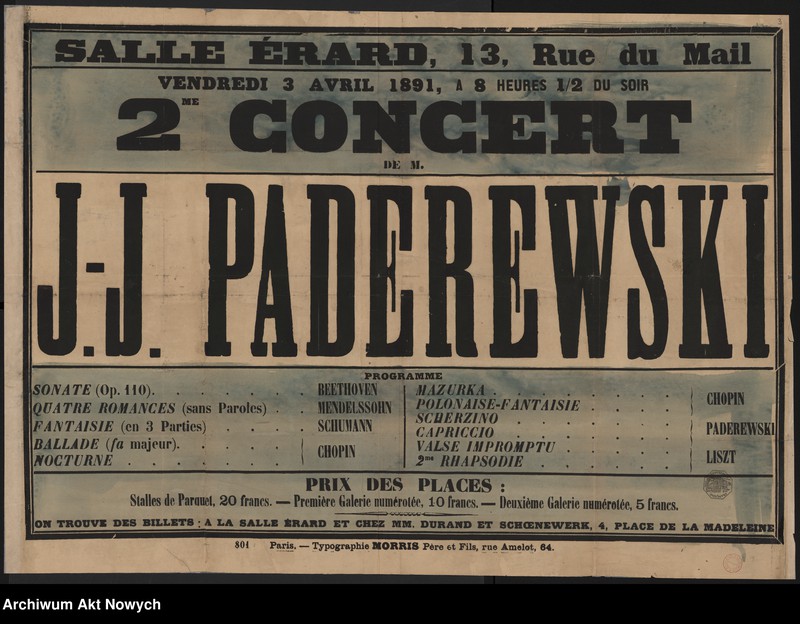 SALLE ÉRARD, 13, Rue du Mail
VENDREDI 3 AVRIL 1891, A 8 HEURES 1/2 DU SOIR
2ME CONCERT
DE M.
J.-J. PADEREWSKI
PROGRAMME
SONATE (Op. 110). . . . . . . . . BEETHOVEN
QUATRE ROMANCES (sans Paroles) . . . MENDELSSOHN
FANTAISIE (en 3 Parties) . . . . . . SCHUMANN
BALLADE (fa majeur). . . . . . . .
NOCTURNE . . . . . . . . . .
CHOPIN
MAZURKA . . . . . . . . . .
POLONAISE-FANTAISIE . . . . . .
CHOPIN
SCHERZINO . . . . . . . . .
CAPRICCIO . . . . . . . . .
PADEREWSKI
VALSE IMPROMPTU . . . . . . .
2me RHAPSODIE . . . . . . . .
LISZT
PRIX DES PLACES :
Stalles de Parquet, 20 francs. — Première Galerie numérotée, 10 francs. — Deuxième Galerie numérotée, 5 francs.
ON TROUVE DES BILLETS : A LA SALLE ÉRARD ET CHEZ MM. DURAND ET SCHŒNEWERK, 4, PLACE DE LA MADELEINE
801 Paris. — Typographie MORRIS Père et Fils, rue Amelot, 64.
Archiwum Akt Nowych